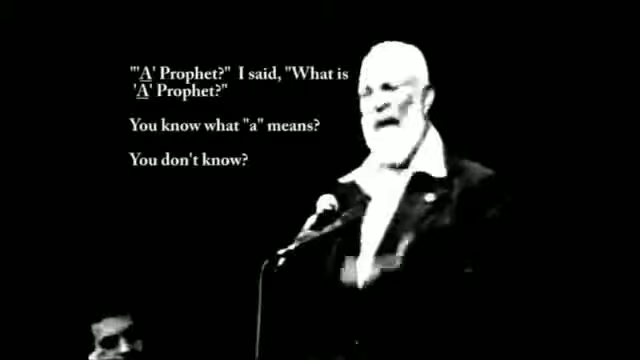 "'A' Prophet?" I said, "What is
'A' Prophet?"
You know what "a" means?
You don't know?